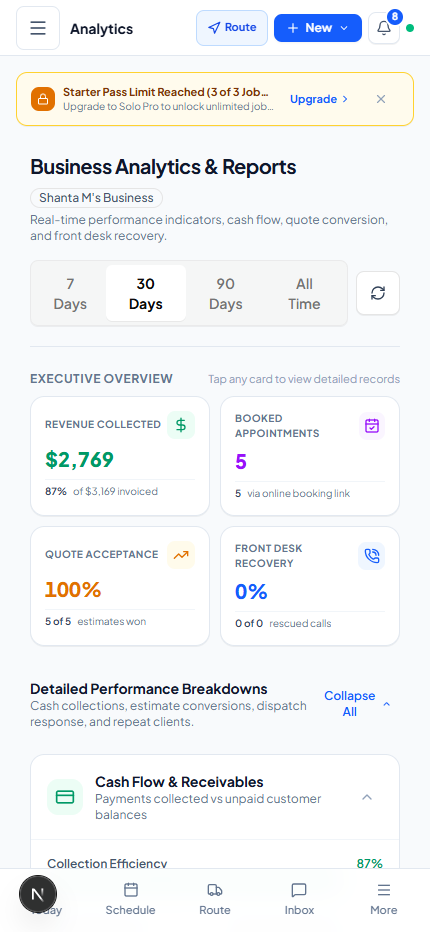 Analytics
Route
New
8
Starter Pass Limit Reached (3 of 3 Job...
Upgrade to Solo Pro to unlock unlimited job...
Upgrade
Business Analytics & Reports
Shanta M's Business
Real-time performance indicators, cash flow, quote conversion,
and front desk recovery.
7
Days
30
Days
90
Days
All
Time
EXECUTIVE OVERVIEW
Tap any card to view detailed records
REVENUE COLLECTED
$2,769
87% of $3,169 invoiced
BOOKED
APPOINTMENTS
5
5 via online booking link
QUOTE ACCEPTANCE
100%
5 of 5 estimates won
FRONT DESK
RECOVERY
0%
0 of 0 rescued calls
Detailed Performance Breakdowns
Cash collections, estimate conversions, dispatch
response, and repeat clients.
Collapse
All
Cash Flow & Receivables
Payments collected vs unpaid customer
balances
Collection Efficiency
87%
N
Schedule
Route
Inbox
More